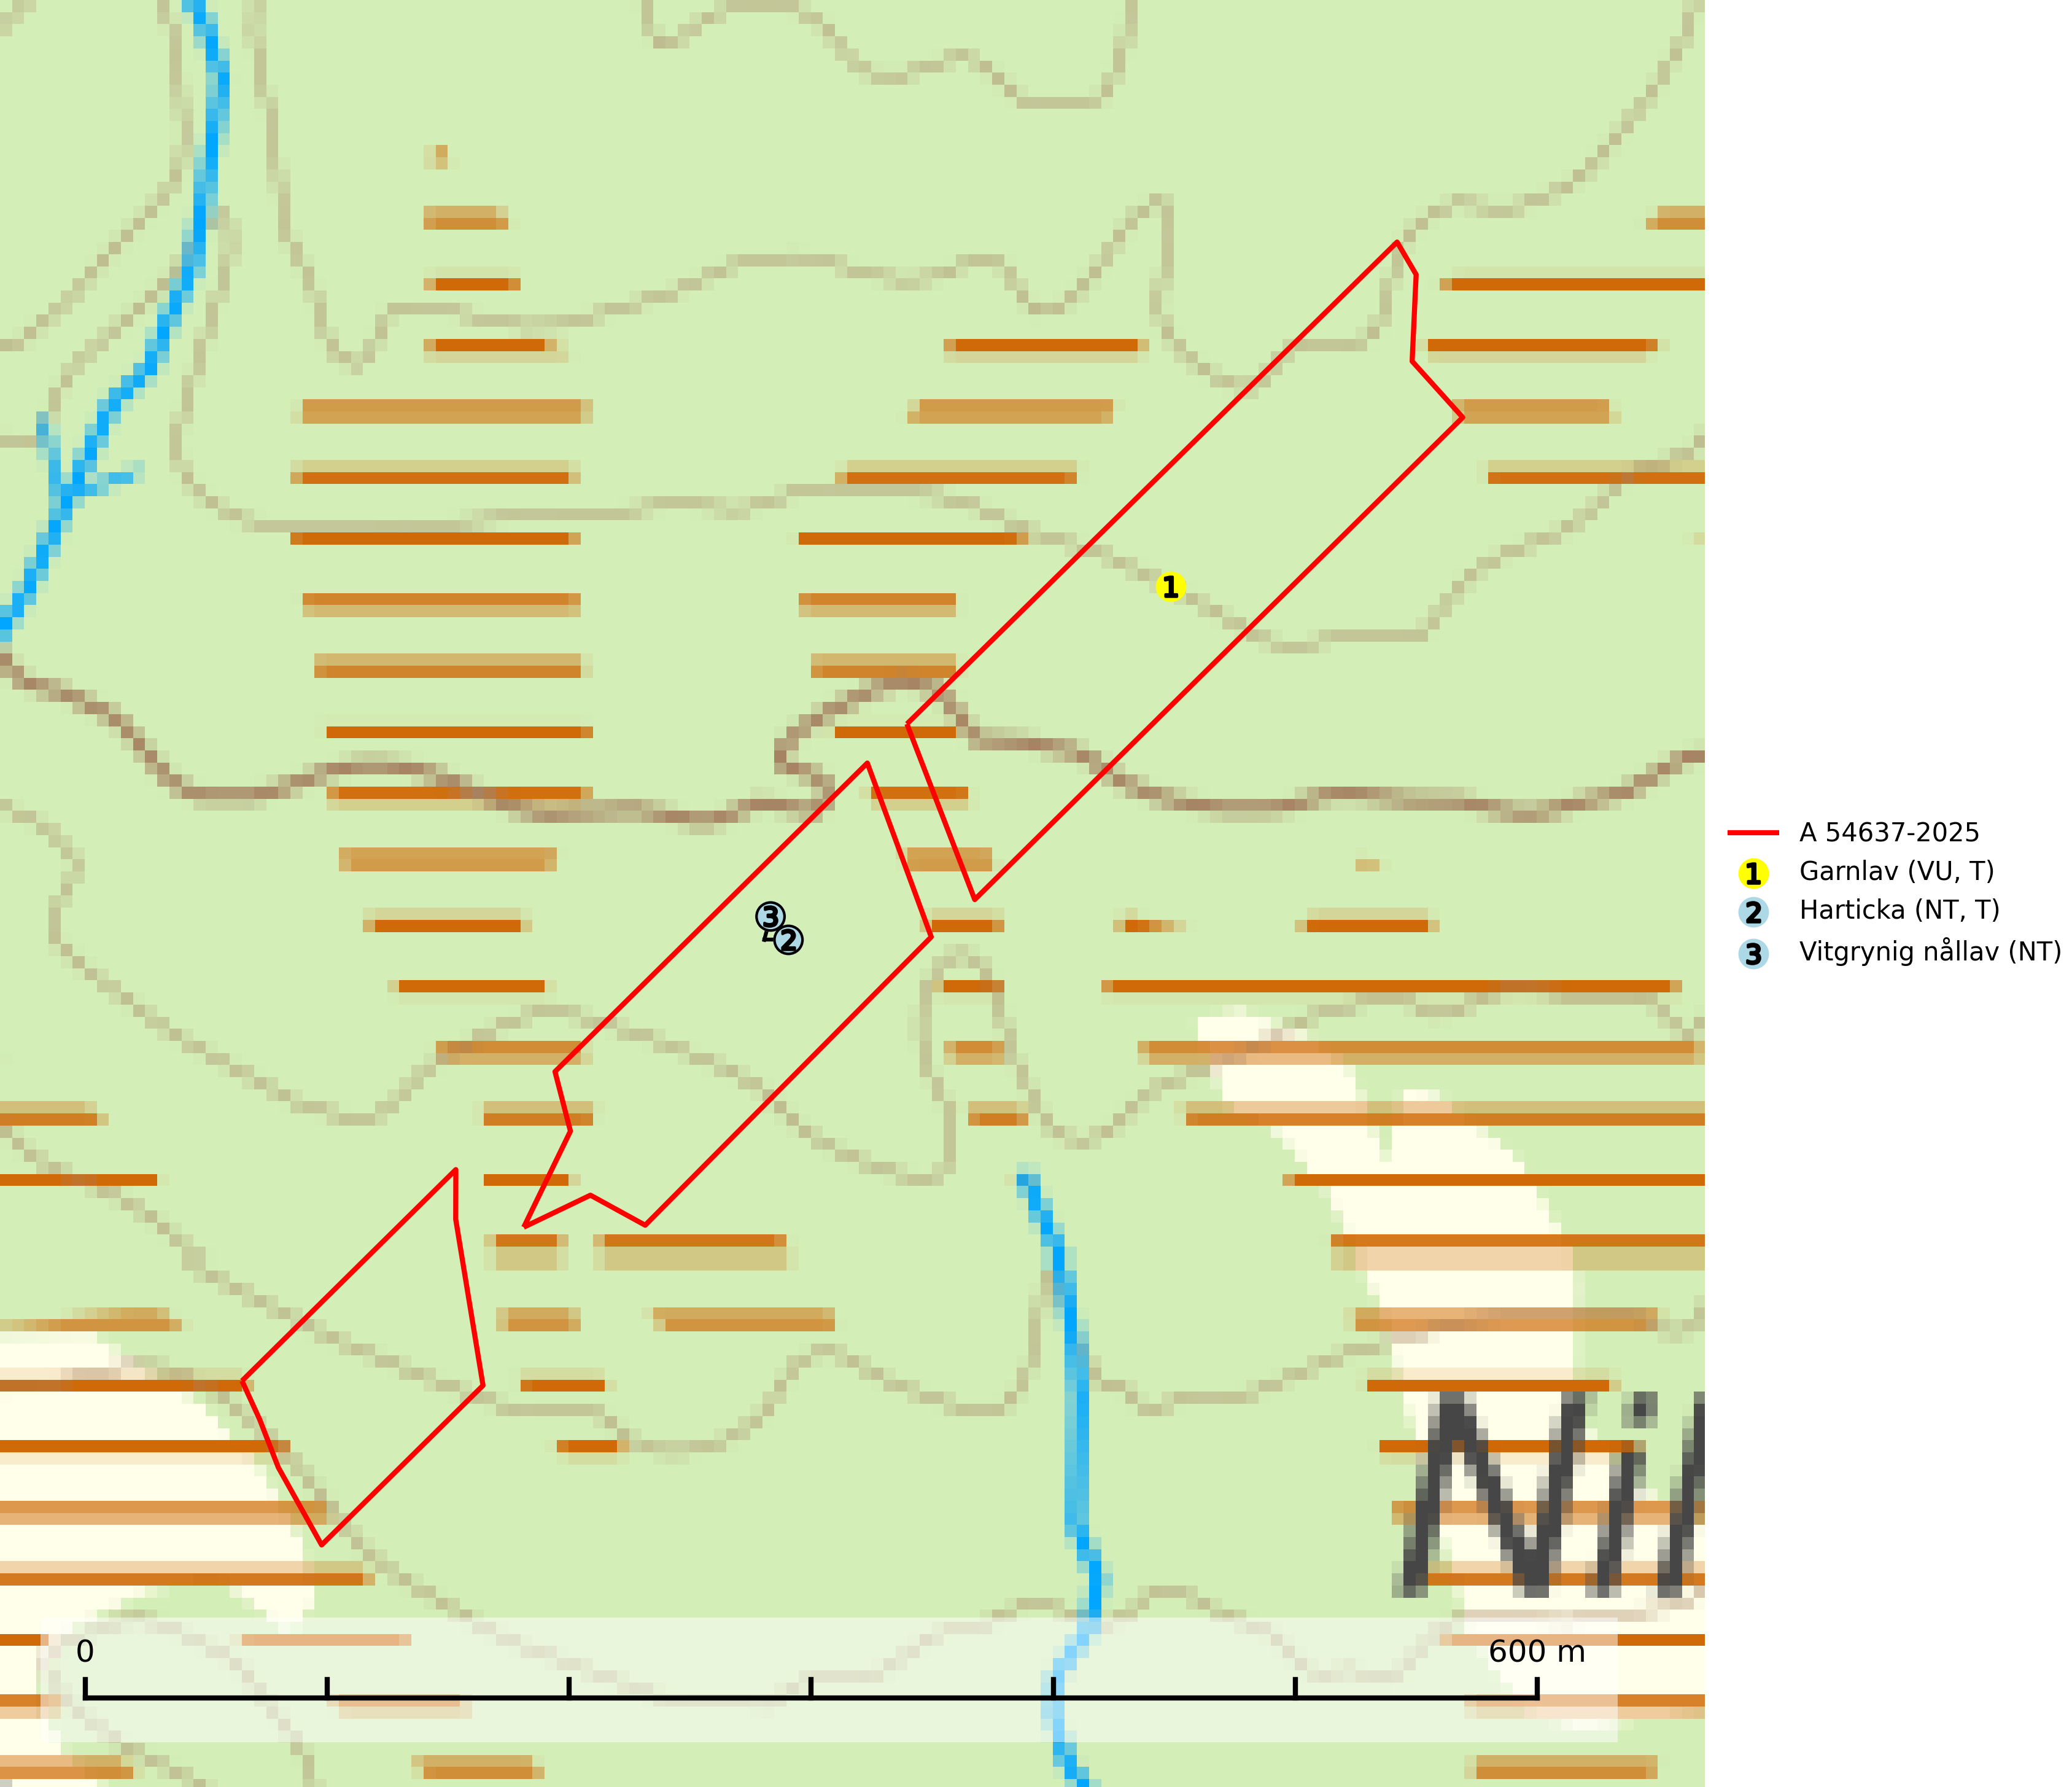 A 54637-2025
1 Garnlav (VU, T)
2 Harticka (NT, T)
3 Vitgrynig nållav (NT)
1
3
2
0
600 m